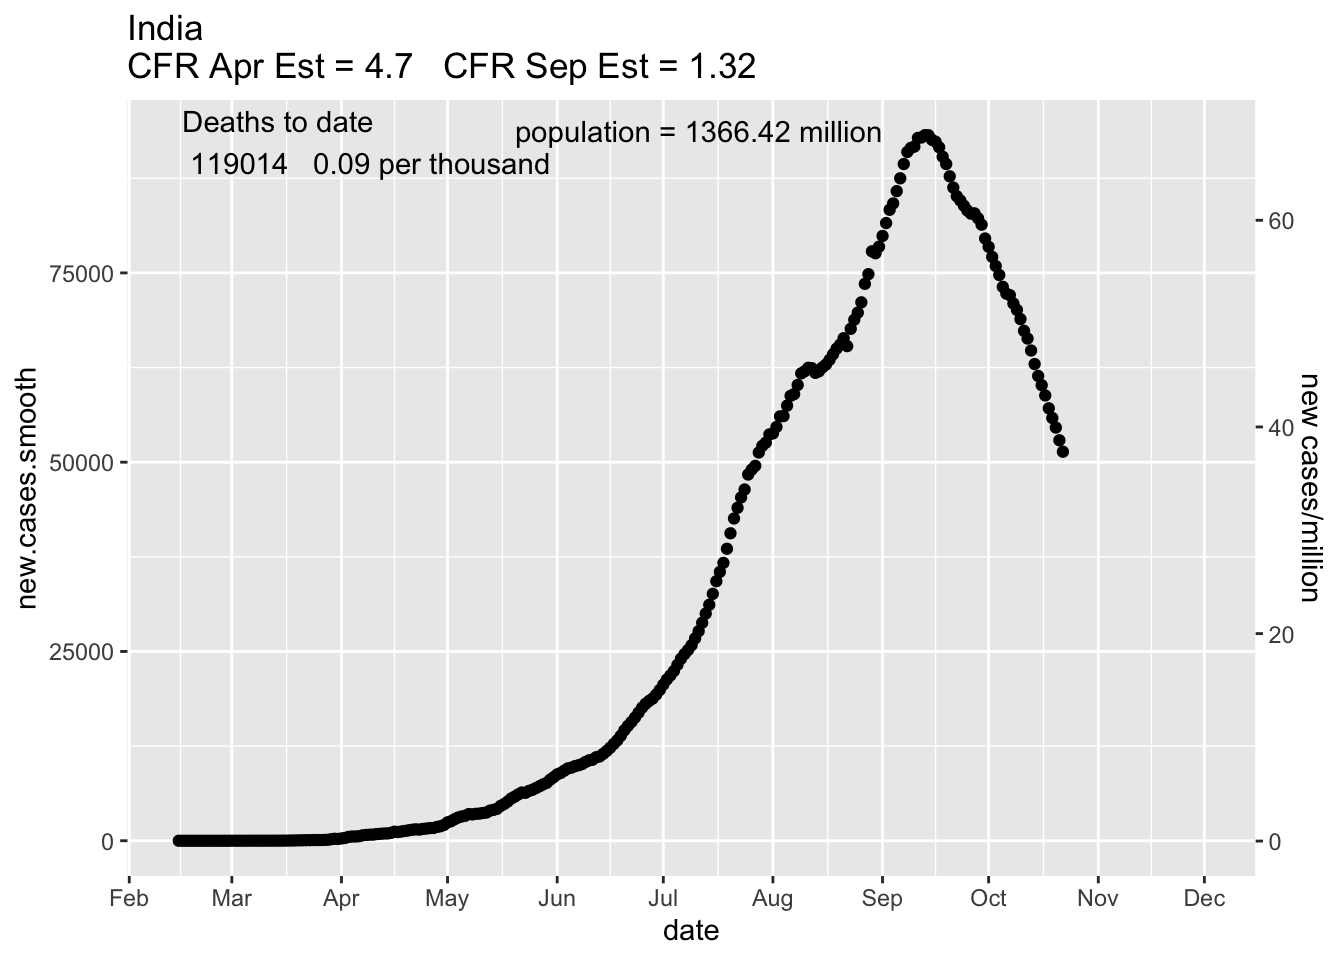 India
CFR Apr Est = 4.7   CFR Sep Est = 1.32
Deaths to date
119014   0.09 per thousand
population = 1366.42 million
new.cases.smooth
75000
50000
25000
0
60
40
20
0
new cases/million
Feb Mar Apr May Jun Jul Aug Sep Oct Nov Dec
date